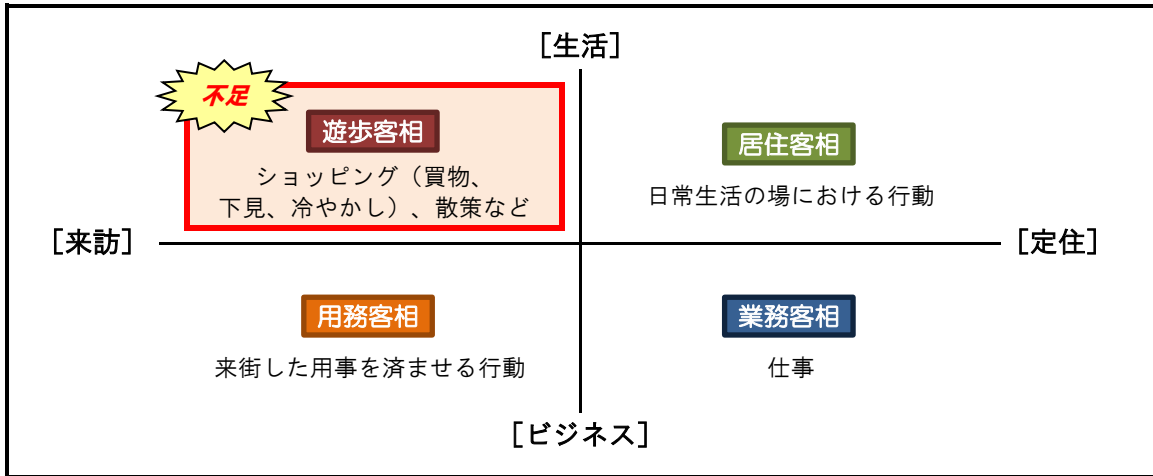 ［生活］
不足
遊歩客相
ショッピング（買物、
下見、冷やかし）、散策など
居住客相
日常生活の場における行動
［来訪］
［定住］
用務客相
来街した用事を済ませる行動
業務客相
仕事
［ビジネス］